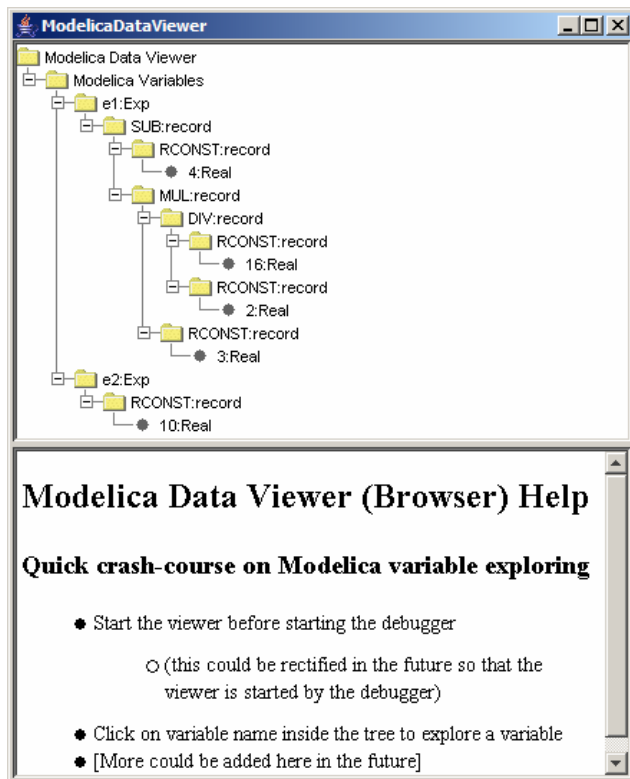 ModelicaDataViewer
Modelica Data Viewer
Modelica Variables
e1:Exp
SUB:record
RCONST:record
4:Real
MUL:record
DIV:record
RCONST:record
16:Real
RCONST:record
2:Real
RCONST:record
3:Real
e2:Exp
RCONST:record
10:Real
Modelica Data Viewer (Browser) Help
Quick crash-course on Modelica variable exploring
Start the viewer before starting the debugger
(this could be rectified in the future so that the
viewer is started by the debugger)
Click on variable name inside the tree to explore a variable
[More could be added here in the future]